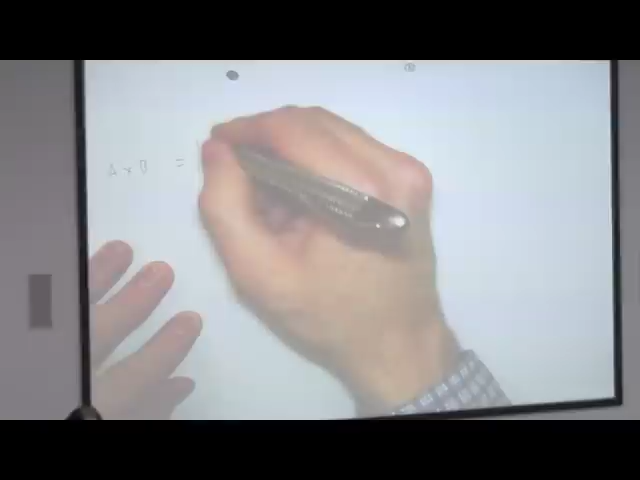 A × B =